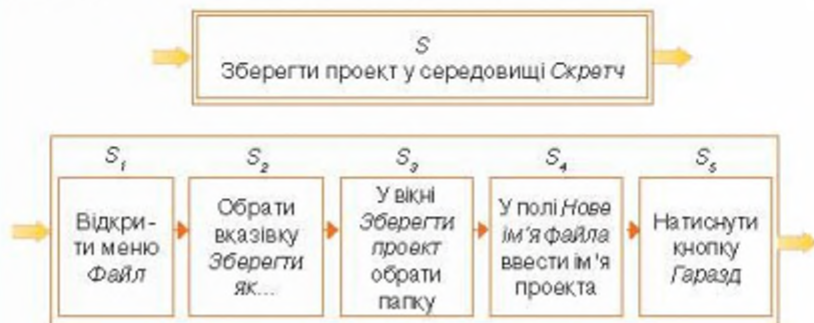 S
Зберегти проект у середовищі Скретч
S₁
Відкри-
ти меню
Файл
S₂
Обрати
вказівку
Зберегти
як...
S₃
У вікні
Зберегти
проект
обрати
папку
S₄
У полі Нове
ім'я файла
ввести ім'я
проекта
S₅
Натиснути
кнопку
Гаразд